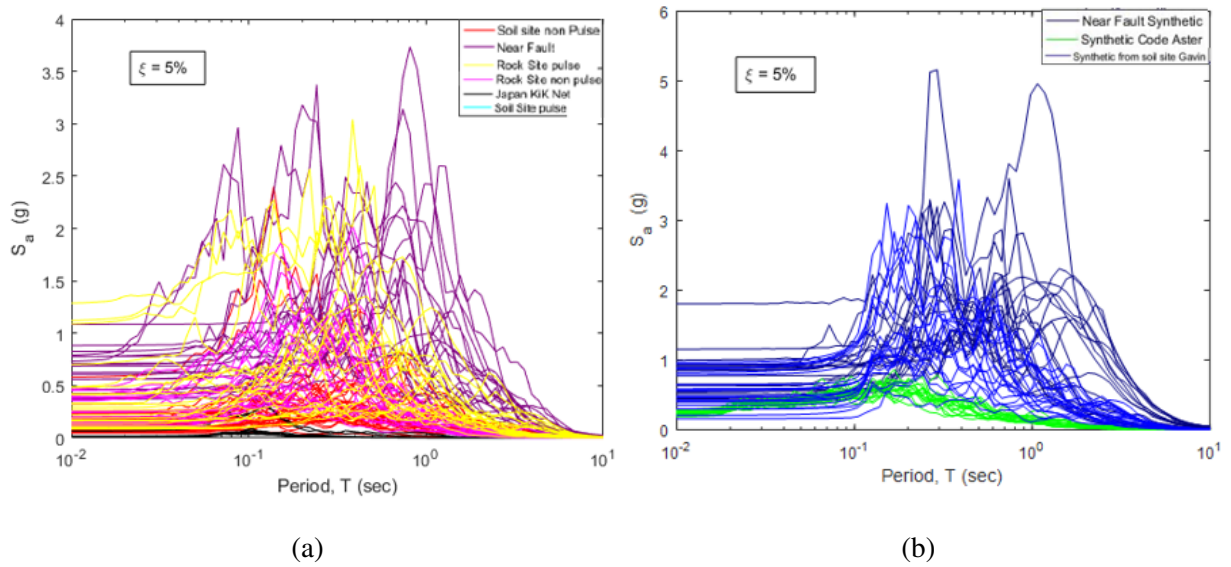 4
3.5
3
2.5
2
1.5
1
0.5
0
S_a (g)
ξ = 5%
Soil site non Pulse
Near Fault
Rock Site pulse
Rock Site non pulse
Japan KiK Net
Soil Site pulse
10^-2
10^-1
10^0
10^1
Period, T (sec)
(a)
6
5
4
3
2
1
0
S_a (g)
ξ = 5%
Near Fault Synthetic
Synthetic Code Aster
Synthetic from soil site Gavin
10^-2
10^-1
10^0
10^1
Period, T (sec)
(b)